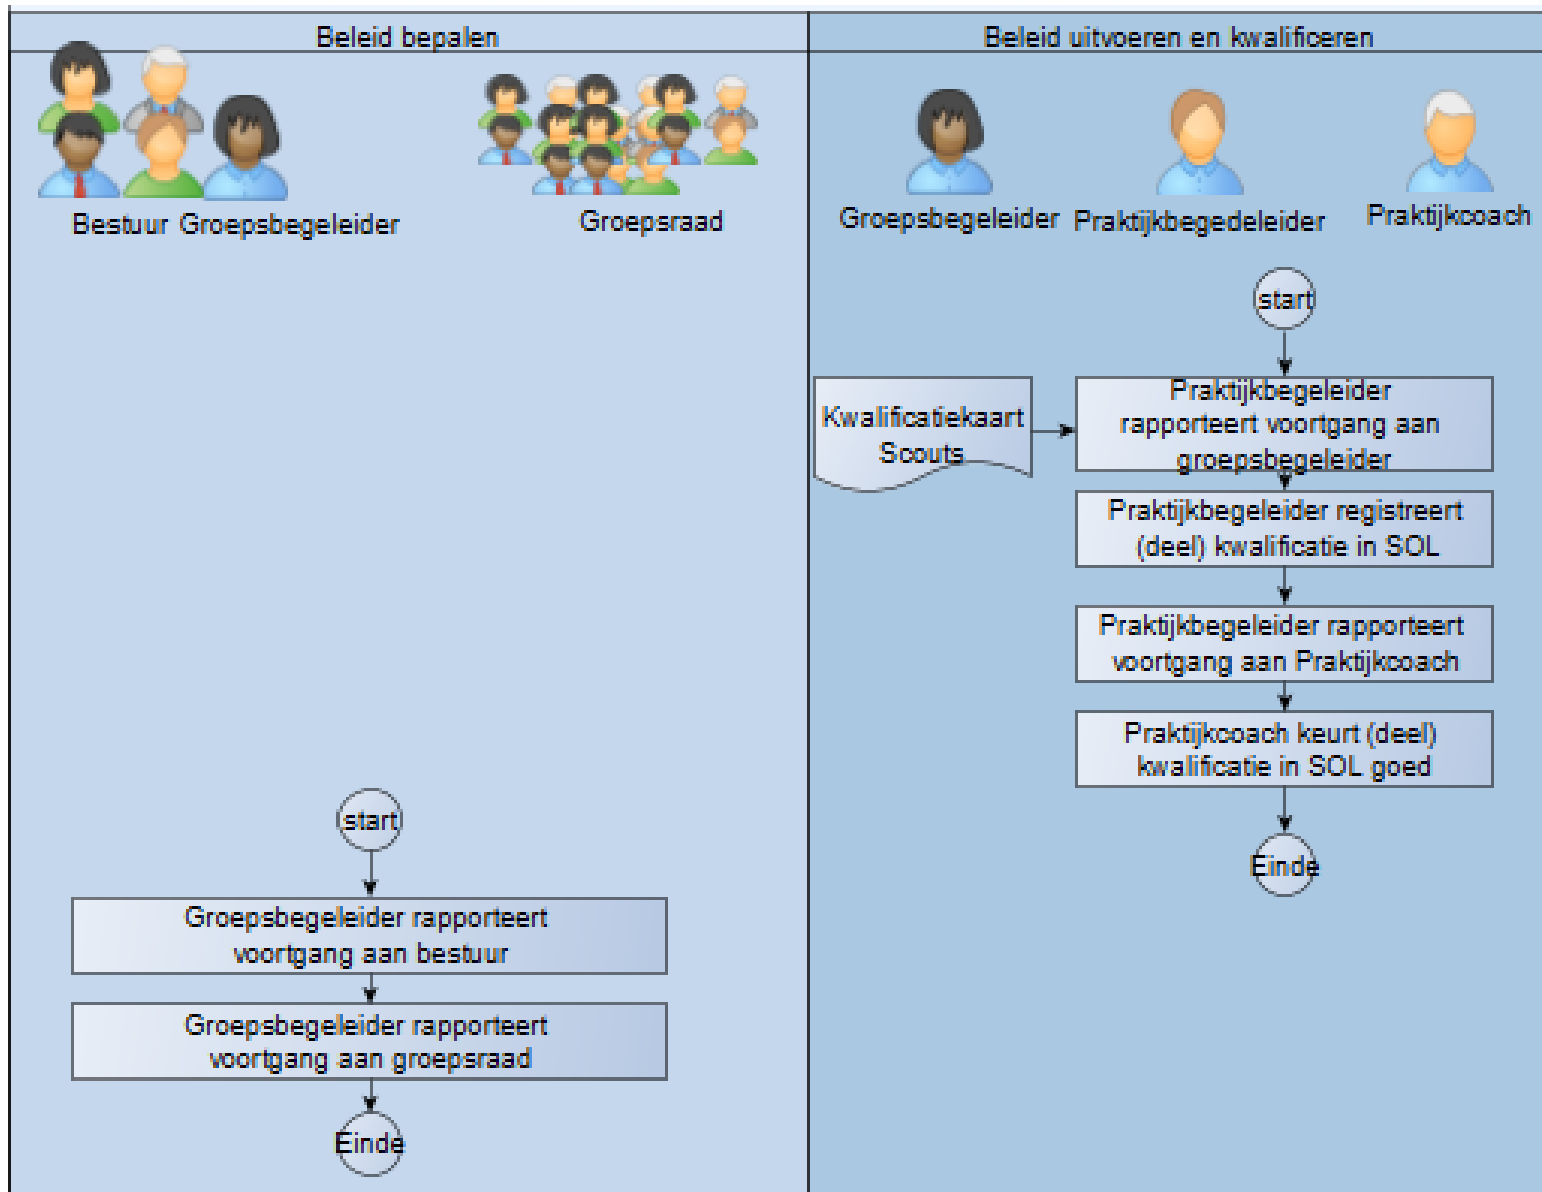 Beleid bepalen
Beleid uitvoeren en kwalificeren
Bestuur Groepsbegeleider
Groepsraad
Groepsbegeleider
Praktijkbegedeleider
Praktijkcoach
start
Kwalificatiekaart
Scouts
Praktijkbegeleider
rapporteert voortgang aan
groepsbegeleider
Praktijkbegeleider registreert
(deel) kwalificatie in SOL
Praktijkbegeleider rapporteert
voortgang aan Praktijkcoach
Praktijkcoach keurt (deel)
kwalificatie in SOL goed
Einde
start
Groepsbegeleider rapporteert
voortgang aan bestuur
Groepsbegeleider rapporteert
voortgang aan groepsraad
Einde